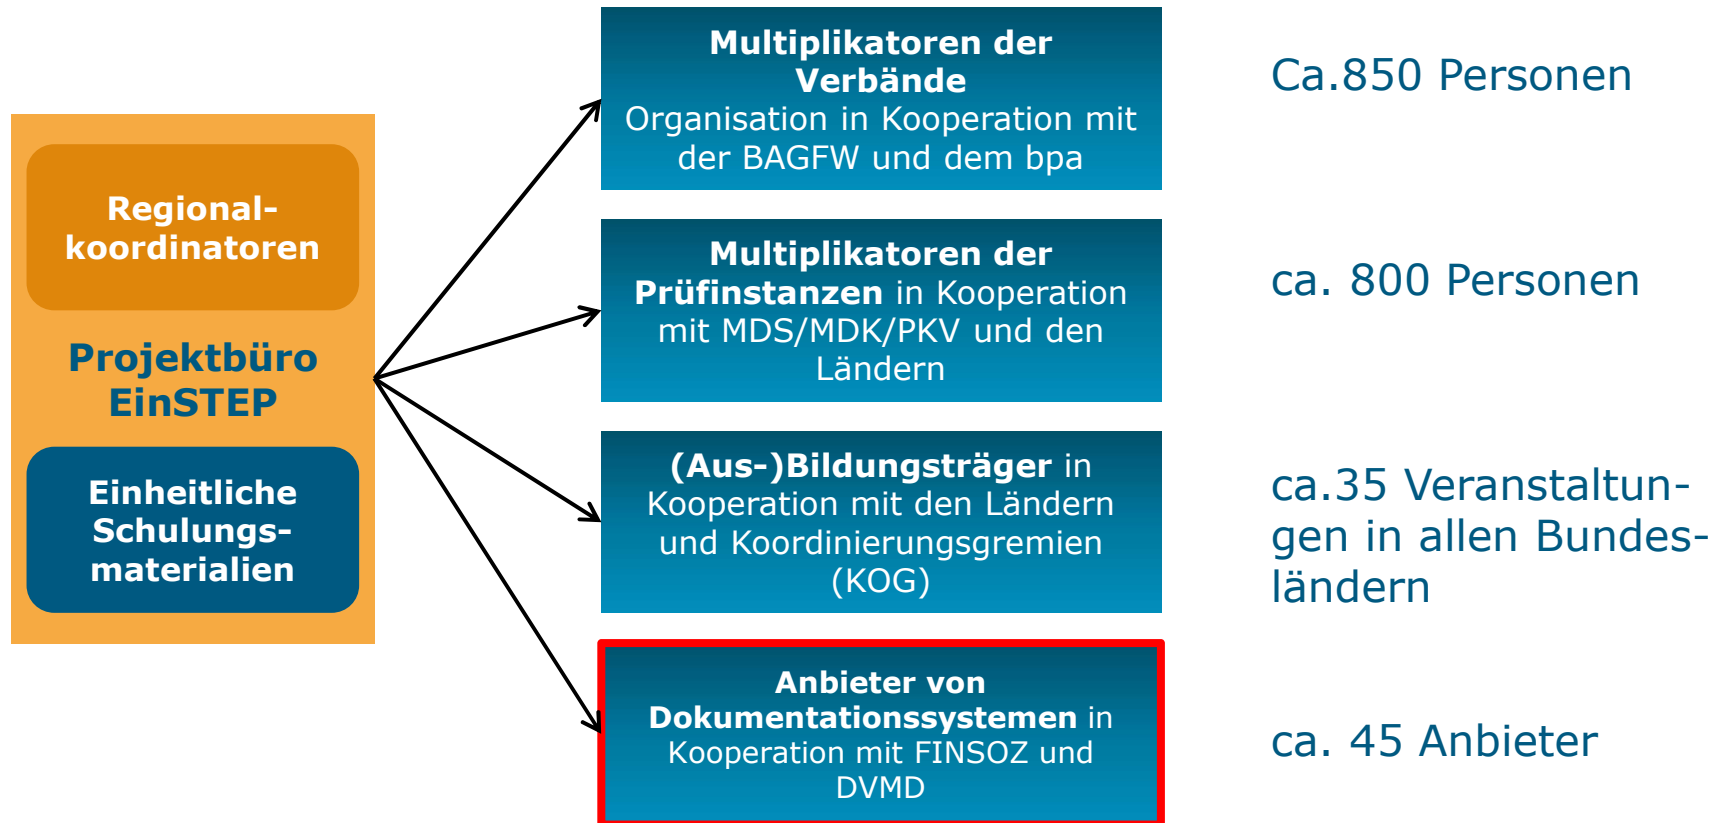 Regional-
koordinatoren
Projektbüro
EinSTEP
Einheitliche
Schulungs-
materialien
Multiplikatoren der
Verbände
Organisation in Kooperation mit
der BAGFW und dem bpa
Ca.850 Personen
Multiplikatoren der
Prüfinstanzen in Kooperation
mit MDS/MDK/PKV und den
Ländern
ca. 800 Personen
(Aus-)Bildungsträger in
Kooperation mit den Ländern
und Koordinierungsgremien
(KOG)
ca.35 Veranstaltun-
gen in allen Bundes-
ländern
Anbieter von
Dokumentationssystemen in
Kooperation mit FINSOZ und
DVMD
ca. 45 Anbieter